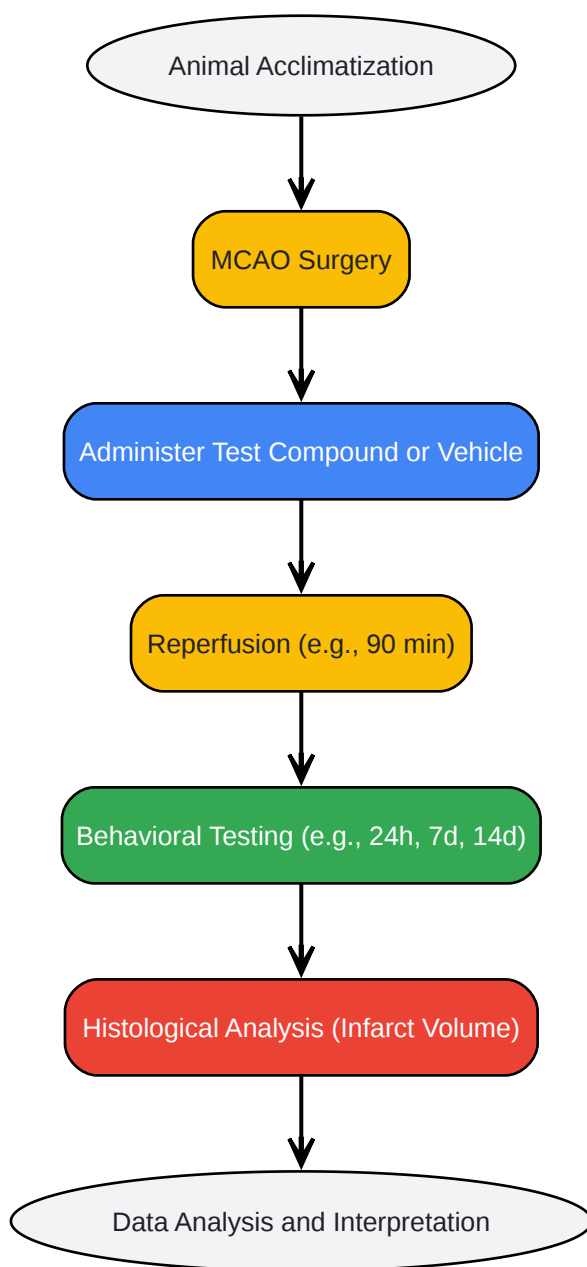 Animal Acclimatization
MCAO Surgery
Administer Test Compound or Vehicle
Reperfusion (e.g., 90 min)
Behavioral Testing (e.g., 24h, 7d, 14d)
Histological Analysis (Infarct Volume)
Data Analysis and Interpretation